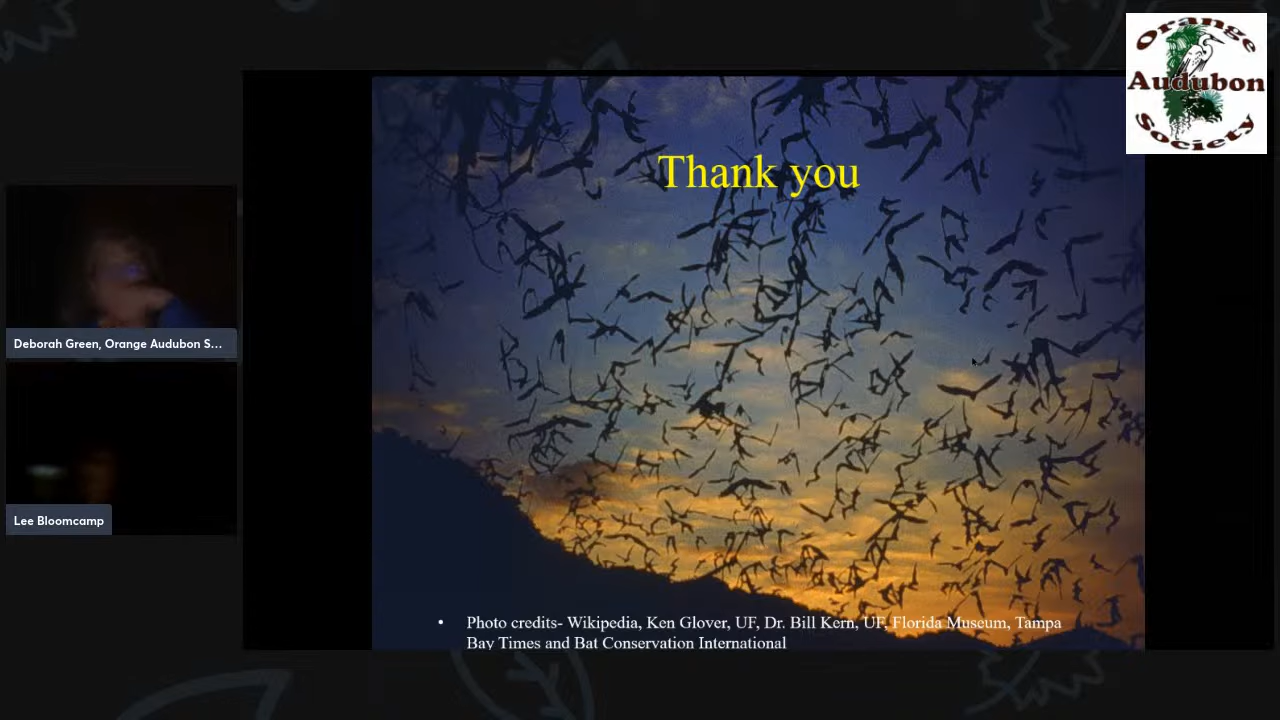 Orange
Audubon
Society
Thank you
Deborah Green, Orange Audubon S...
Lee Bloomcamp
• Photo credits- Wikipedia, Ken Glover, UF, Dr. Bill Kern, UF, Florida Museum, Tampa
Bay Times and Bat Conservation International